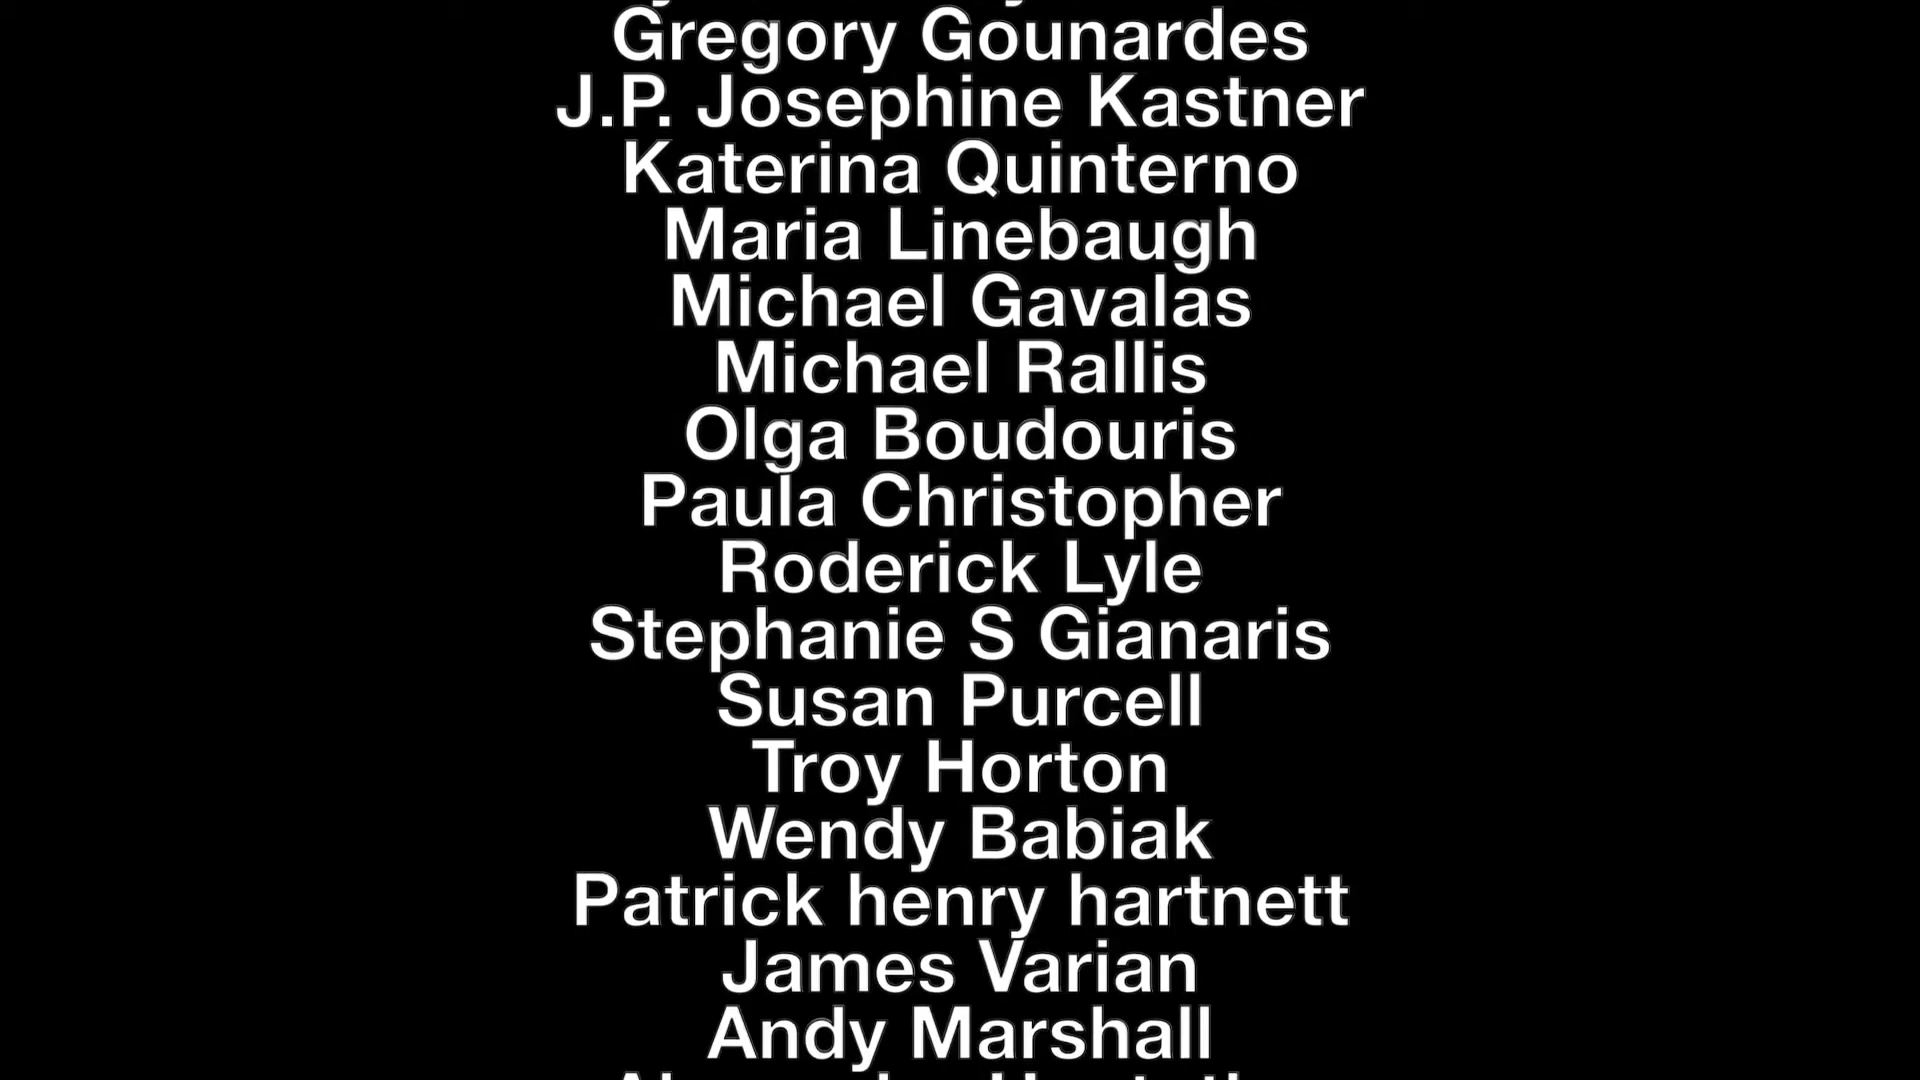 Gregory Gounardes
J.P. Josephine Kastner
Katerina Quinterno
Maria Linebaugh
Michael Gavalas
Michael Rallis
Olga Boudouris
Paula Christopher
Roderick Lyle
Stephanie S Gianaris
Susan Purcell
Troy Horton
Wendy Babiak
Patrick henry hartnett
James Varian
Andy Marshall